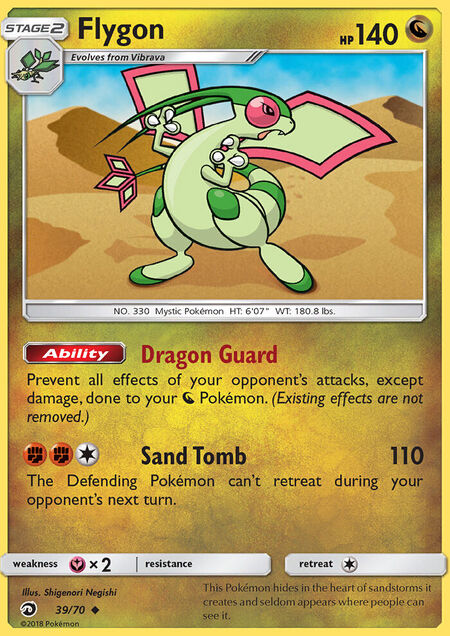 STAGE2 Flygon HP 140
Evolves from Vibrava
NO. 330 Mystic Pokémon HT: 6'07" WT: 180.8 lbs.
Ability Dragon Guard
Prevent all effects of your opponent's attacks, except
damage, done to your Pokémon. (Existing effects are not
removed.)
Sand Tomb 110
The Defending Pokémon can't retreat during your
opponent's next turn.
weakness ×2 resistance retreat
Illus. Shigenori Negishi
39/70
©2018 Pokémon
This Pokémon hides in the heart of sandstorms it
creates and seldom appears where people can
see it.